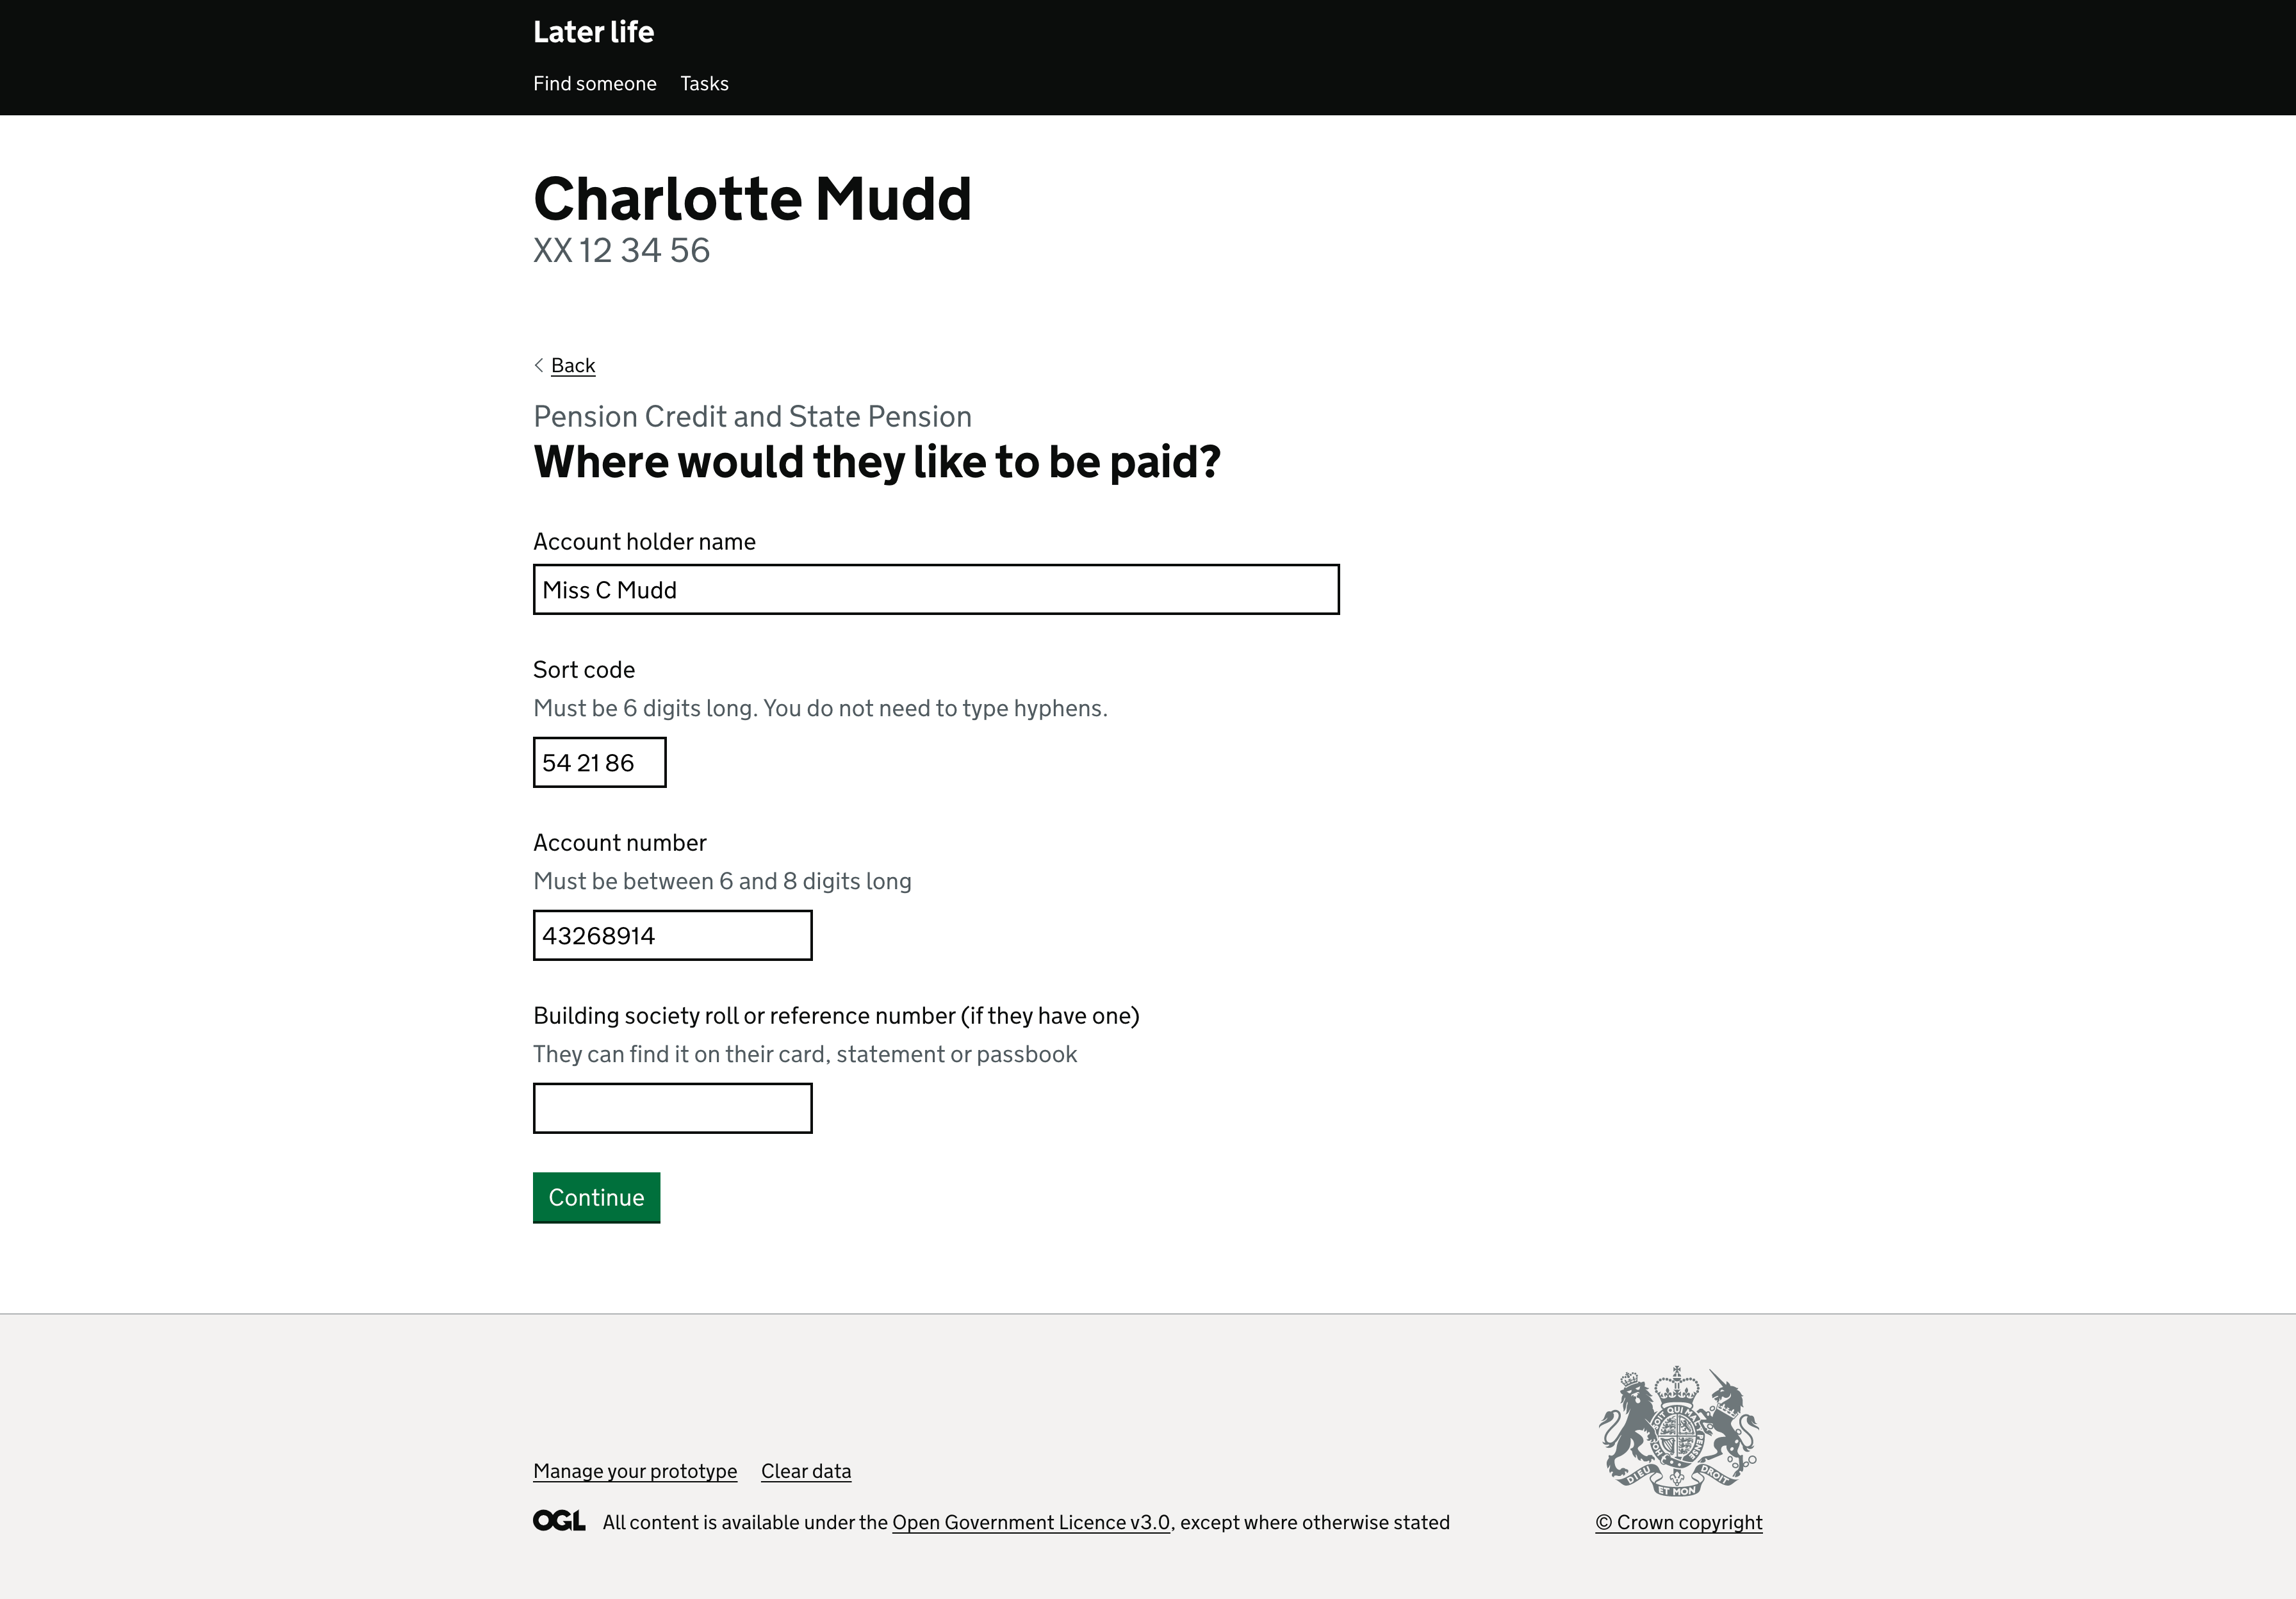 Later life
Find someone Tasks
Charlotte Mudd
XX 12 34 56
Back
Pension Credit and State Pension
Where would they like to be paid?
Account holder name
Miss C Mudd
Sort code
Must be 6 digits long. You do not need to type hyphens.
54 21 86
Account number
Must be between 6 and 8 digits long
43268914
Building society roll or reference number (if they have one)
They can find it on their card, statement or passbook
Continue
DIEU ET MON DROIT
Manage your prototype Clear data
OGL All content is available under the Open Government Licence v3.0, except where otherwise stated
© Crown copyright